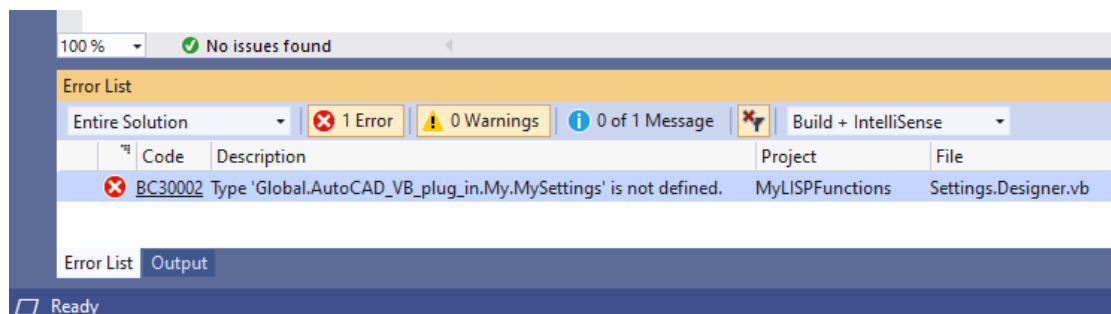 100 % No issues found
Error List
Entire Solution 1 Error 0 Warnings 0 of 1 Message Build + IntelliSense
Code Description Project File
BC30002 Type 'Global.AutoCAD_VB_plug_in.My.MySettings' is not defined. MyLISPFunctions Settings.Designer.vb
Error List Output
Ready